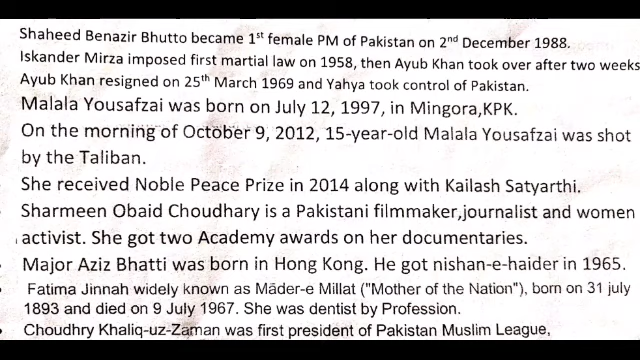 Shaheed Benazir Bhutto became 1st female PM of Pakistan on 2nd December 1988.
Iskander Mirza imposed first martial law on 1958, then Ayub Khan took over after two weeks
Ayub Khan resigned on 25th March 1969 and Yahya took control of Pakistan.
Malala Yousafzai was born on July 12, 1997, in Mingora,KPK.
On the morning of October 9, 2012, 15-year-old Malala Yousafzai was shot
by the Taliban.
She received Noble Peace Prize in 2014 along with Kailash Satyarthi.
Sharmeen Obaid Choudhary is a Pakistani filmmaker,journalist and women
activist. She got two Academy awards on her documentaries.
Major Aziz Bhatti was born in Hong Kong. He got nishan-e-haider in 1965.
• Fatima Jinnah widely known as Māder-e Millat ("Mother of the Nation"), born on 31 july
1893 and died on 9 July 1967. She was dentist by Profession.
• Choudhry Khaliq-uz-Zaman was first president of Pakistan Muslim League,